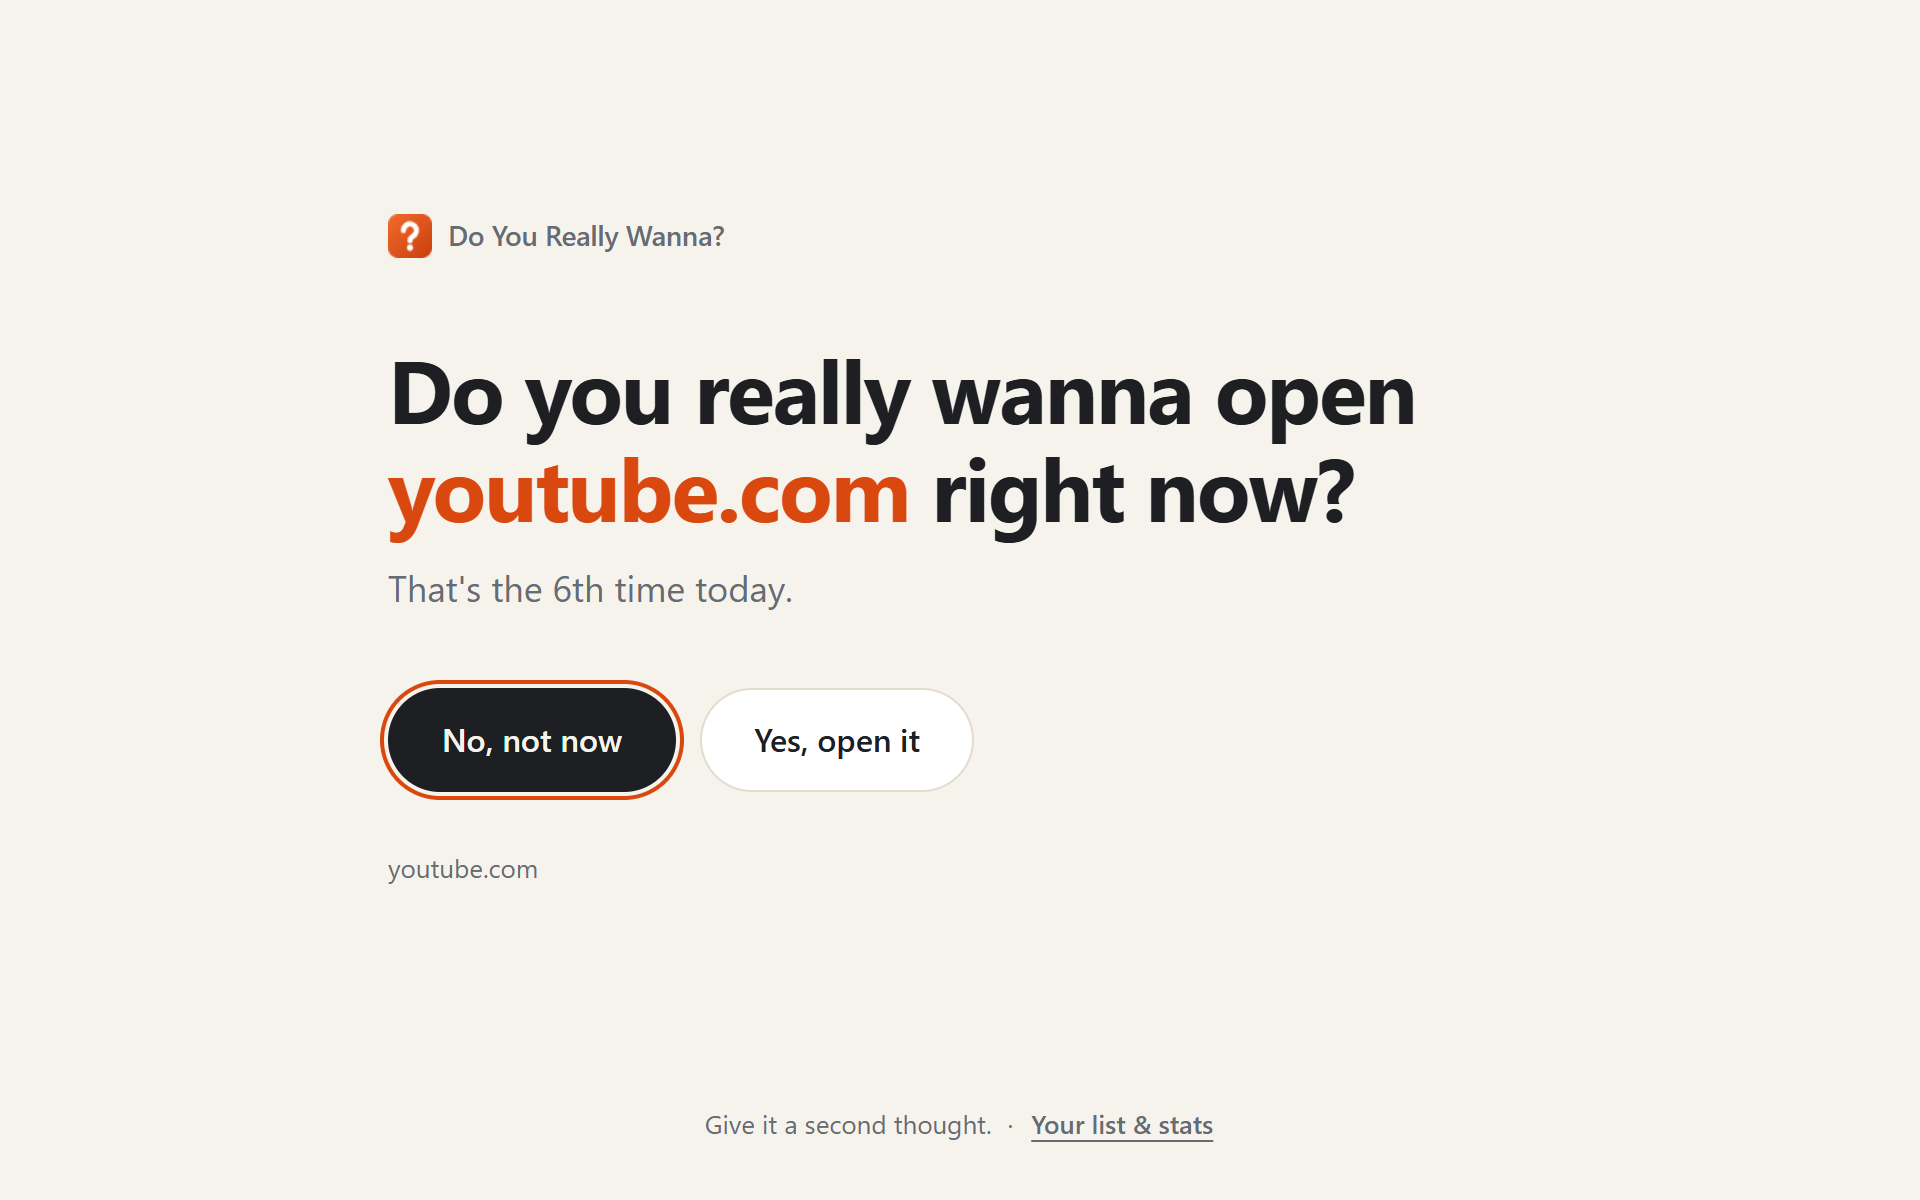 ?
Do You Really Wanna?
Do you really wanna open
youtube.com right now?
That's the 6th time today.
No, not now
Yes, open it
youtube.com
Give it a second thought. · Your list & stats